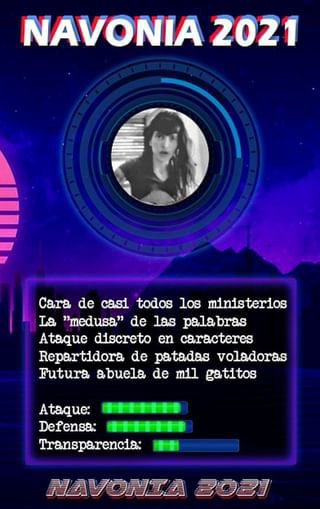 NAVONIA 2021
Cara de casi todos los ministerios
La "medusa" de las palabras
Ataque discreto en caracteres
Repartidora de patadas voladoras
Futura abuela de mil gatitos
Ataque:
Defensa:
Transparencia:
NAVONIA 2021